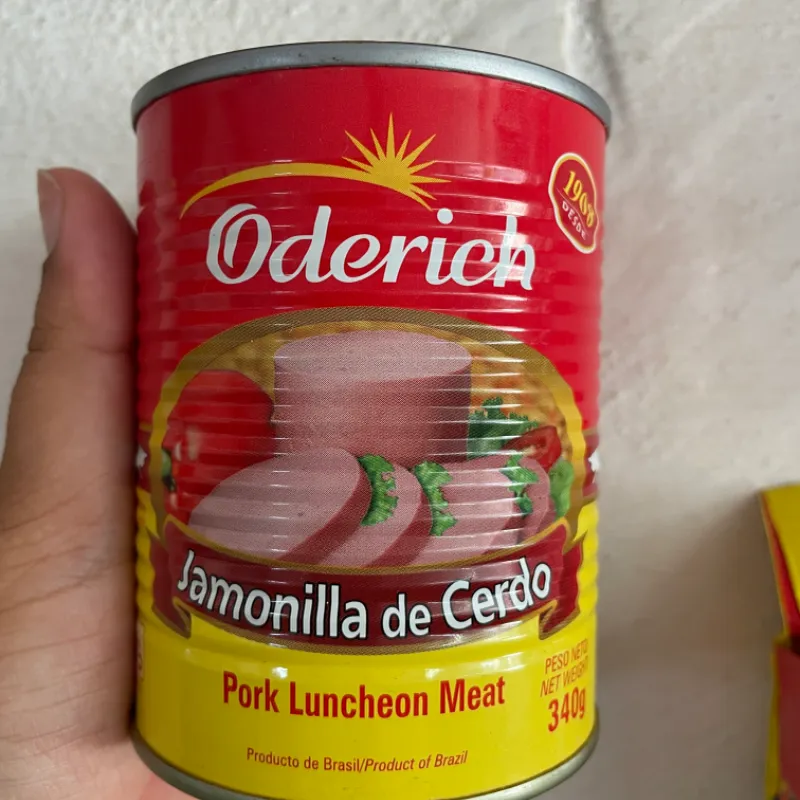 1908
DESDE
Oderich
Jamonilla de Cerdo
Pork Luncheon Meat
PESO NETO
NET WEIGHT
340g
Producto de Brasil/Product of Brazil